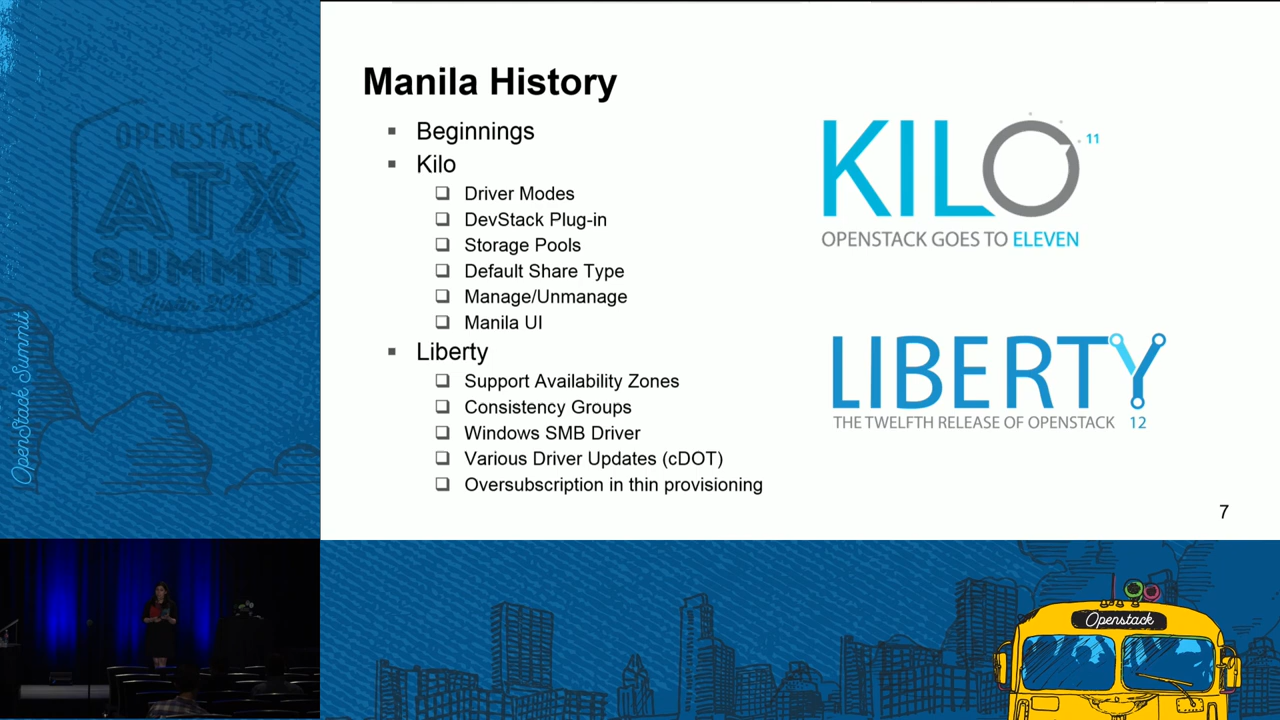 OPENSTACK
ATX
SUMMIT
Austin 2016
OpenStack Summit
Manila History
Beginnings
Kilo
Driver Modes
DevStack Plug-in
Storage Pools
Default Share Type
Manage/Unmanage
Manila UI
Liberty
Support Availability Zones
Consistency Groups
Windows SMB Driver
Various Driver Updates (cDOT)
Oversubscription in thin provisioning
KILO 11
OPENSTACK GOES TO ELEVEN
LIBERTY
THE TWELFTH RELEASE OF OPENSTACK 12
7
Openstack